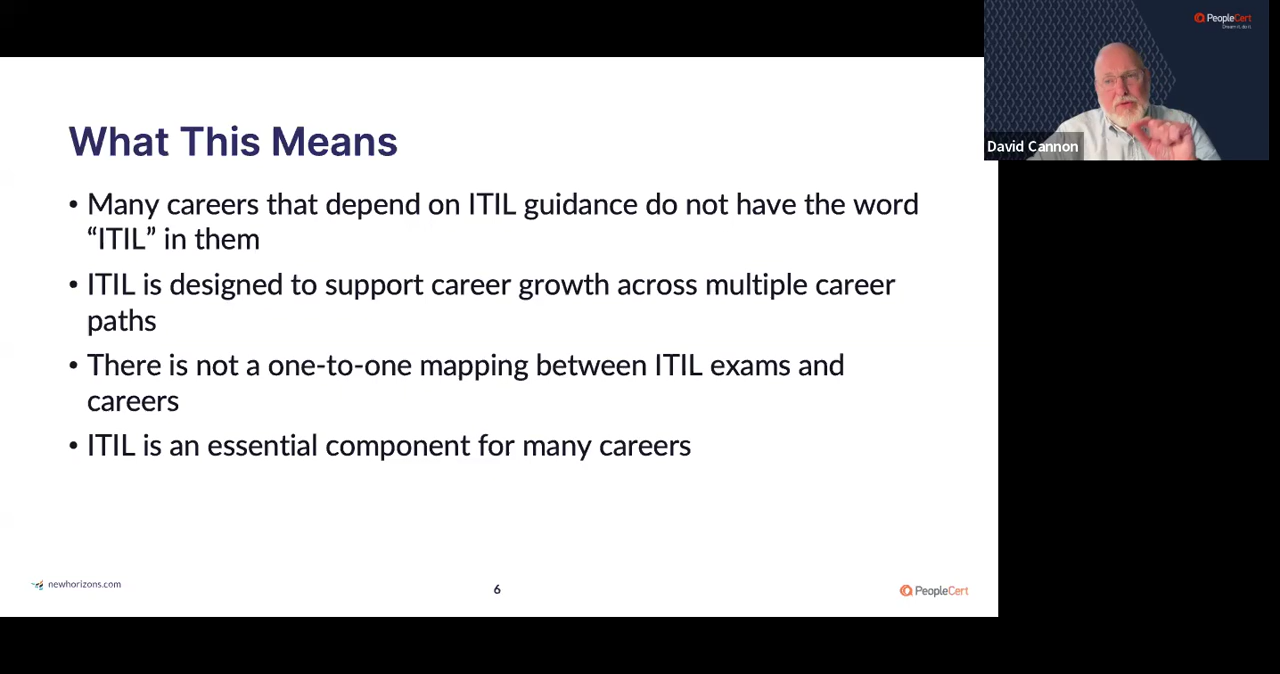 PeopleCert
David Cannon
What This Means
• Many careers that depend on ITIL guidance do not have the word
“ITIL” in them
• ITIL is designed to support career growth across multiple career
paths
• There is not a one-to-one mapping between ITIL exams and
careers
• ITIL is an essential component for many careers
newhorizons.com
6
PeopleCert